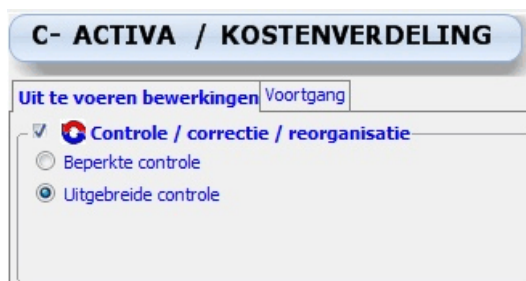 C- ACTIVA / KOSTENVERDELING
Uit te voeren bewerkingen Voortgang
Controle / correctie / reorganisatie
Beperkte controle
Uitgebreide controle